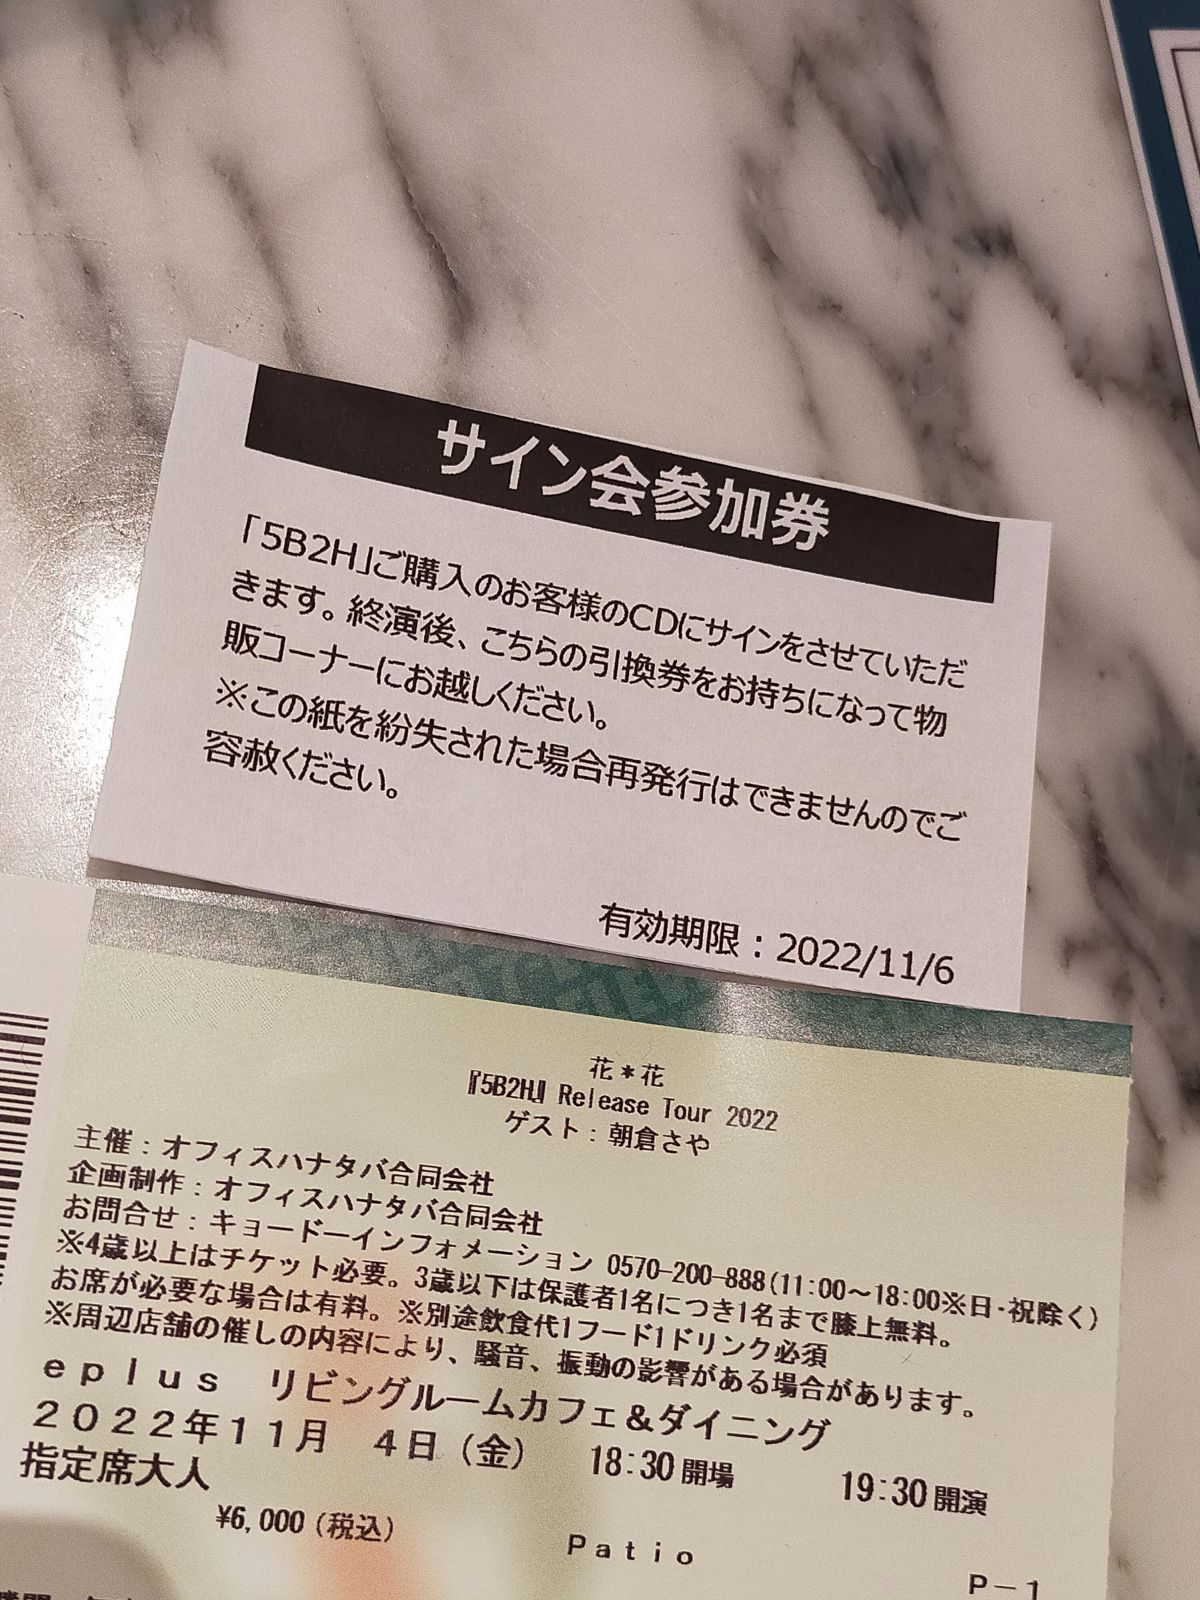 サイン会参加券
「5B2H」ご購入のお客様のCDにサインをさせていただ
きます。終演後、こちらの引換券をお持ちになって物
販コーナーにお越しください。
※この紙を紛失された場合再発行はできませんのでご
容赦ください。
有効期限：2022/11/6
花＊花
『5B2H』 Release Tour 2022
ゲスト：朝倉さや
主催：オフィスハナタバ合同会社
企画制作：オフィスハナタバ合同会社
お問合せ：キョードーインフォメーション 0570-200-888(11:00～18:00※日・祝除く)
※4歳以上はチケット必要。3歳以下は保護者1名につき1名まで膝上無料。
お席が必要な場合は有料。※別途飲食代1フード1ドリンク必須
※周辺店舗の催しの内容により、騒音、振動の影響がある場合があります。
ｅｐｌｕｓ　リビングルームカフェ＆ダイニング
２０２２年１１月　４日（金）　18:30 開場　19:30 開演
指定席大人
¥6,000（税込）
Ｐａｔｉｏ
Ｐ－１